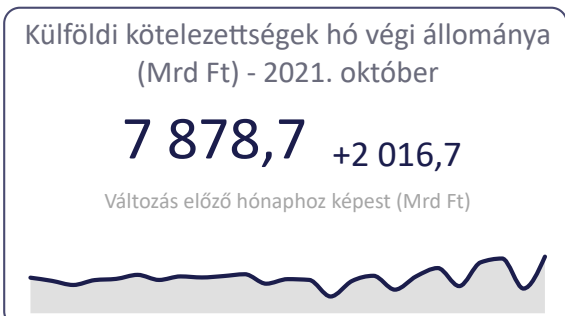 Külföldi kötelezettségek hó végi állománya
(Mrd Ft) - 2021. október
7 878,7 +2 016,7
Változás előző hónaphoz képest (Mrd Ft)